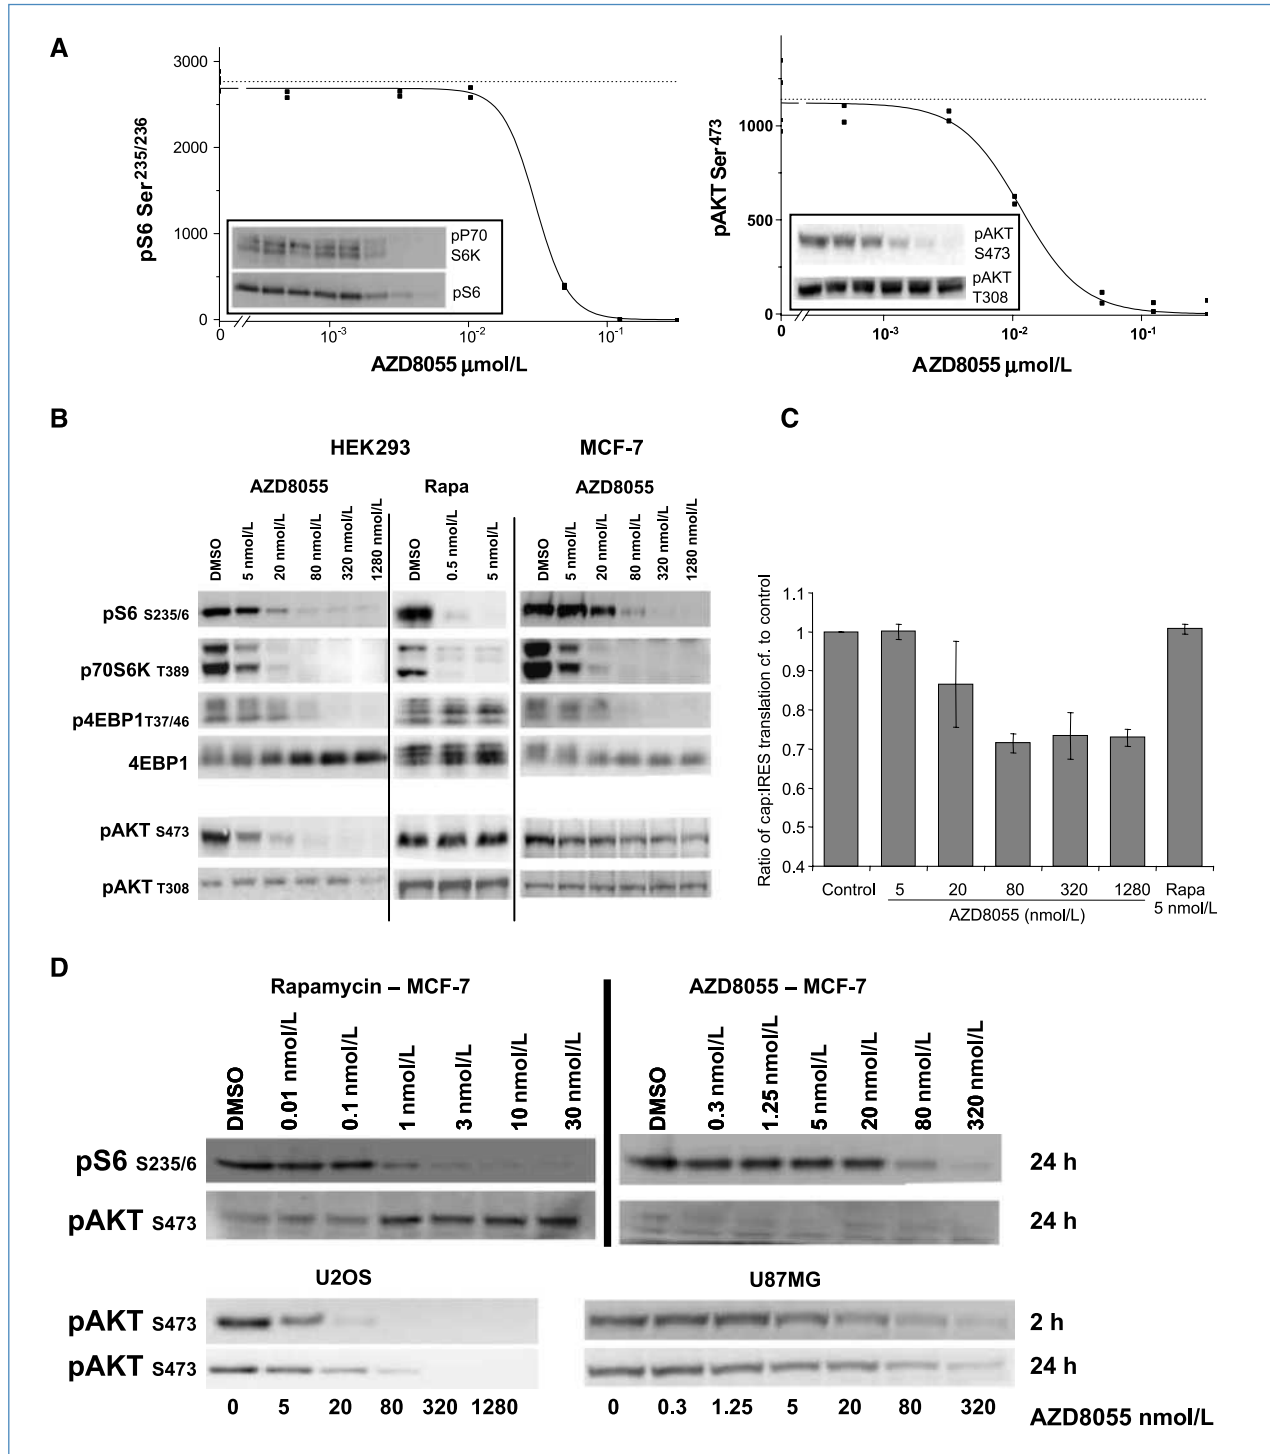 A
3000
2000
1000
0
pS6 Ser235/236
pP70
S6K
pS6
0
10-3
10-2
10-1
AZD8055 µmol/L
1000
500
0
pAKT Ser473
pAKT
S473
pAKT
T308
0
10-3
10-2
10-1
AZD8055 µmol/L
B
HEK293
MCF-7
AZD8055
Rapa
AZD8055
DMSO
5 nmol/L
20 nmol/L
80 nmol/L
320 nmol/L
1280 nmol/L
DMSO
0.5 nmol/L
5 nmol/L
DMSO
5 nmol/L
20 nmol/L
80 nmol/L
320 nmol/L
1280 nmol/L
pS6 S235/6
p70S6K T389
p4EBP1T37/46
4EBP1
pAKT S473
pAKT T308
C
Ratio of cap:IRES translation cf. to control
1.1
1
0.9
0.8
0.7
0.6
0.5
0.4
Control 5 20 80 320 1280 Rapa
5 nmol/L
AZD8055 (nmol/L)
D
Rapamycin – MCF-7
AZD8055 – MCF-7
DMSO
0.01 nmol/L
0.1 nmol/L
1 nmol/L
3 nmol/L
10 nmol/L
30 nmol/L
DMSO
0.3 nmol/L
1.25 nmol/L
5 nmol/L
20 nmol/L
80 nmol/L
320 nmol/L
pS6 S235/6
24 h
pAKT S473
24 h
U2OS
U87MG
pAKT S473
2 h
pAKT S473
24 h
0 5 20 80 320 1280
0 0.3 1.25 5 20 80 320
AZD8055 nmol/L